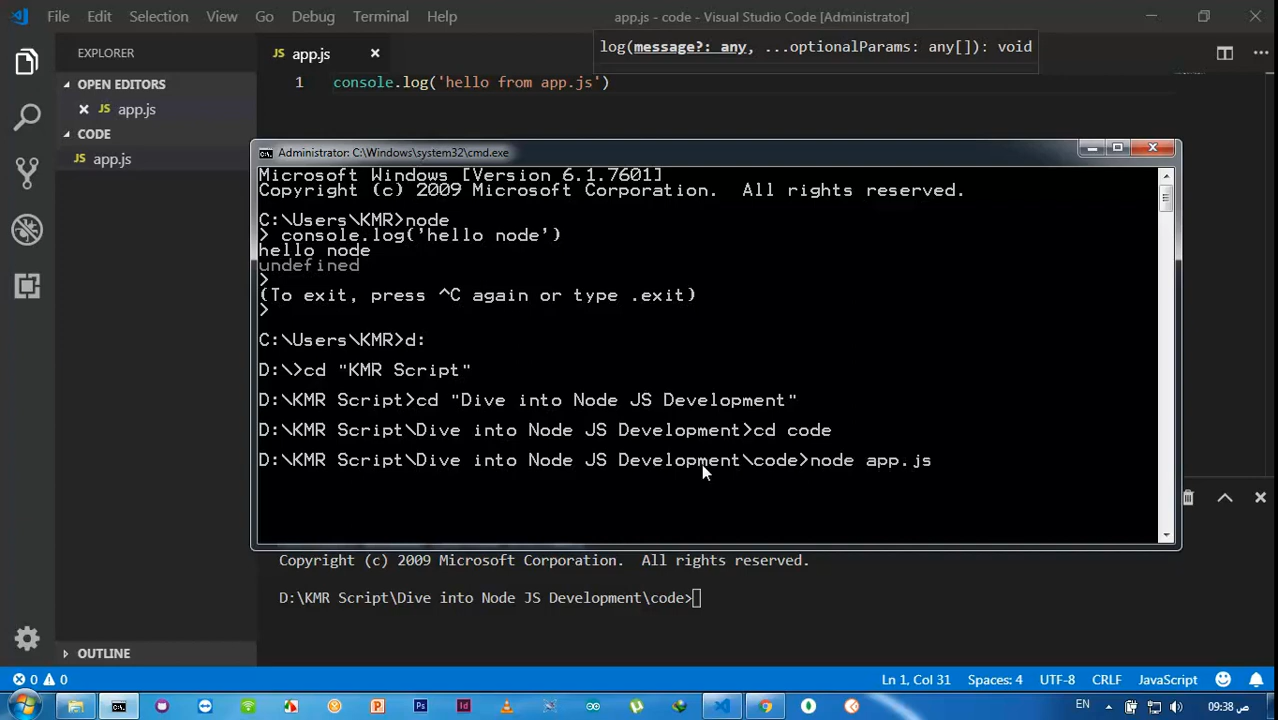 File Edit Selection View Go Debug Terminal Help
app.js - code - Visual Studio Code [Administrator]
EXPLORER
JS app.js
log(message?: any, ...optionalParams: any[]): void
OPEN EDITORS
1 console.log('hello from app.js')
JS app.js
CODE
JS app.js
Administrator: C:\Windows\system32\cmd.exe
Microsoft Windows [Version 6.1.7601]
Copyright (c) 2009 Microsoft Corporation. All rights reserved.
C:\Users\KMR>node
> console.log('hello node')
hello node
undefined
>
(To exit, press ^C again or type .exit)
>
C:\Users\KMR>d:
D:\>cd "KMR Script"
D:\KMR Script>cd "Dive into Node JS Development"
D:\KMR Script\Dive into Node JS Development>cd code
D:\KMR Script\Dive into Node JS Development\code>node app.js
Copyright (c) 2009 Microsoft Corporation. All rights reserved.
D:\KMR Script\Dive into Node JS Development\code>
OUTLINE
0 0
Ln 1, Col 31 Spaces: 4 UTF-8 CRLF JavaScript
Ps Id
EN
09:38 ص